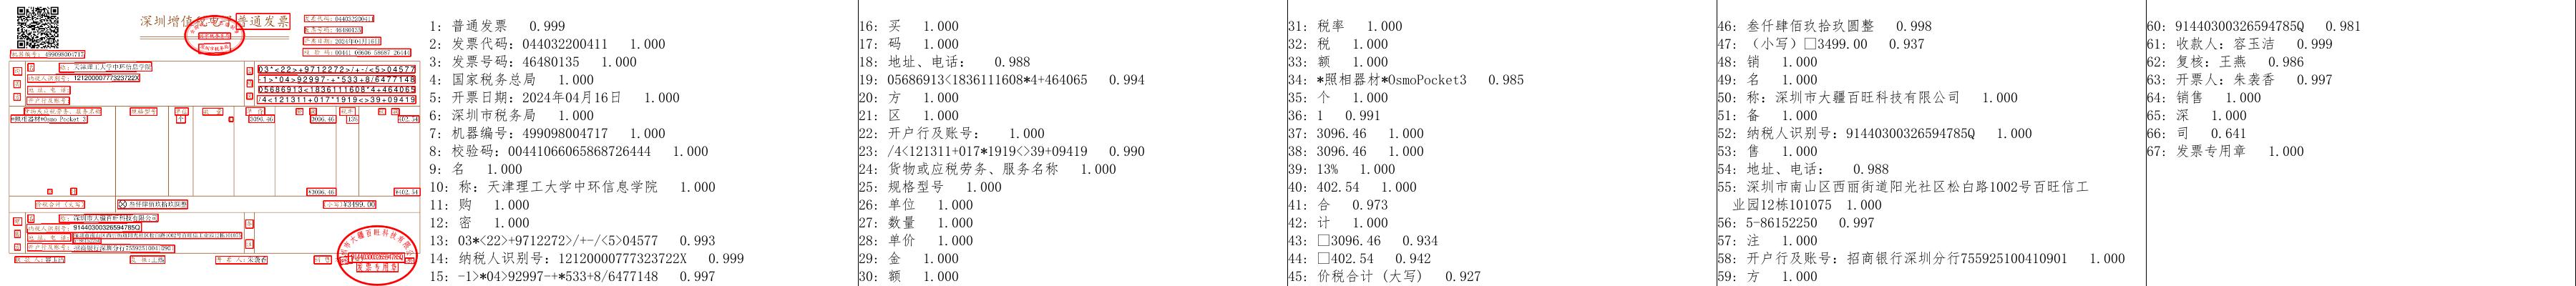 深圳增值税电子普通发票
1: 普通发票 0.999
2: 发票代码: 044032200411 1.000
3: 发票号码: 46480135 1.000
4: 国家税务总局 1.000
5: 开票日期: 2024年04月16日 1.000
6: 深圳市税务局 1.000
7: 机器编号: 499098004717 1.000
8: 校验码: 00441066065868726444 1.000
9: 名 1.000
10: 称: 天津理工大学中环信息学院 1.000
11: 购 1.000
12: 密 1.000
13: 03*<22>+9712272>/+-/<5>04577 0.993
14: 纳税人识别号: 12120000777323722X 0.999
15: -1>*04>92997-+*533+8/6477148 0.997
16: 买 1.000
17: 码 1.000
18: 地址、电话: 0.988
19: 05686913<1836111608*4+464065 0.994
20: 方 1.000
21: 区 1.000
22: 开户行及账号: 1.000
23: /4<121311+017*1919<>39+09419 0.990
24: 货物或应税劳务、服务名称 1.000
25: 规格型号 1.000
26: 单位 1.000
27: 数量 1.000
28: 单价 1.000
29: 金 1.000
30: 额 1.000
31: 税率 1.000
32: 税 1.000
33: 额 1.000
34: *照相器材*OsmoPocket3 0.985
35: 个 1.000
36: 1 0.991
37: 3096.46 1.000
38: 3096.46 1.000
39: 13% 1.000
40: 402.54 1.000
41: 合 0.973
42: 计 1.000
43: □3096.46 0.934
44: □402.54 0.942
45: 价税合计 (大写) 0.927
46: 叁仟肆佰玖拾玖圆整 0.998
47: (小写)□3499.00 0.937
48: 销 1.000
49: 名 1.000
50: 称: 深圳市大疆百旺科技有限公司 1.000
51: 备 1.000
52: 纳税人识别号: 91440300326594785Q 1.000
53: 售 1.000
54: 地址、电话: 0.988
55: 深圳市南山区西丽街道阳光社区松白路1002号百旺信工
业园12栋101075 1.000
56: 5-86152250 0.997
57: 注 1.000
58: 开户行及账号: 招商银行深圳分行755925100410901 1.000
59: 方 1.000
60: 91440300326594785Q 0.981
61: 收款人: 容玉洁 0.999
62: 复核: 王燕 0.986
63: 开票人: 朱袭香 0.997
64: 销售 1.000
65: 深 1.000
66: 司 0.641
67: 发票专用章 1.000